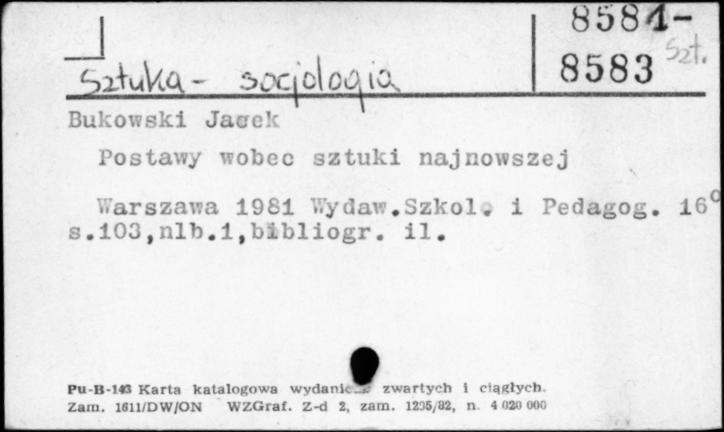 8581-
8583 Szt.
Sztuka - socjologia
Bukowski Jacek
Postawy wobec sztuki najnowszej
Warszawa 1981 Wydaw.Szkol. i Pedagog. 16°
s.103,nlb.1,bibliogr. il.
Pu-B-143 Karta katalogowa zwartych i ciągłych.
Zam. 1611/DW/ON WZGraf. Z-d 2, zam. 1235/82, n. 4 020 000